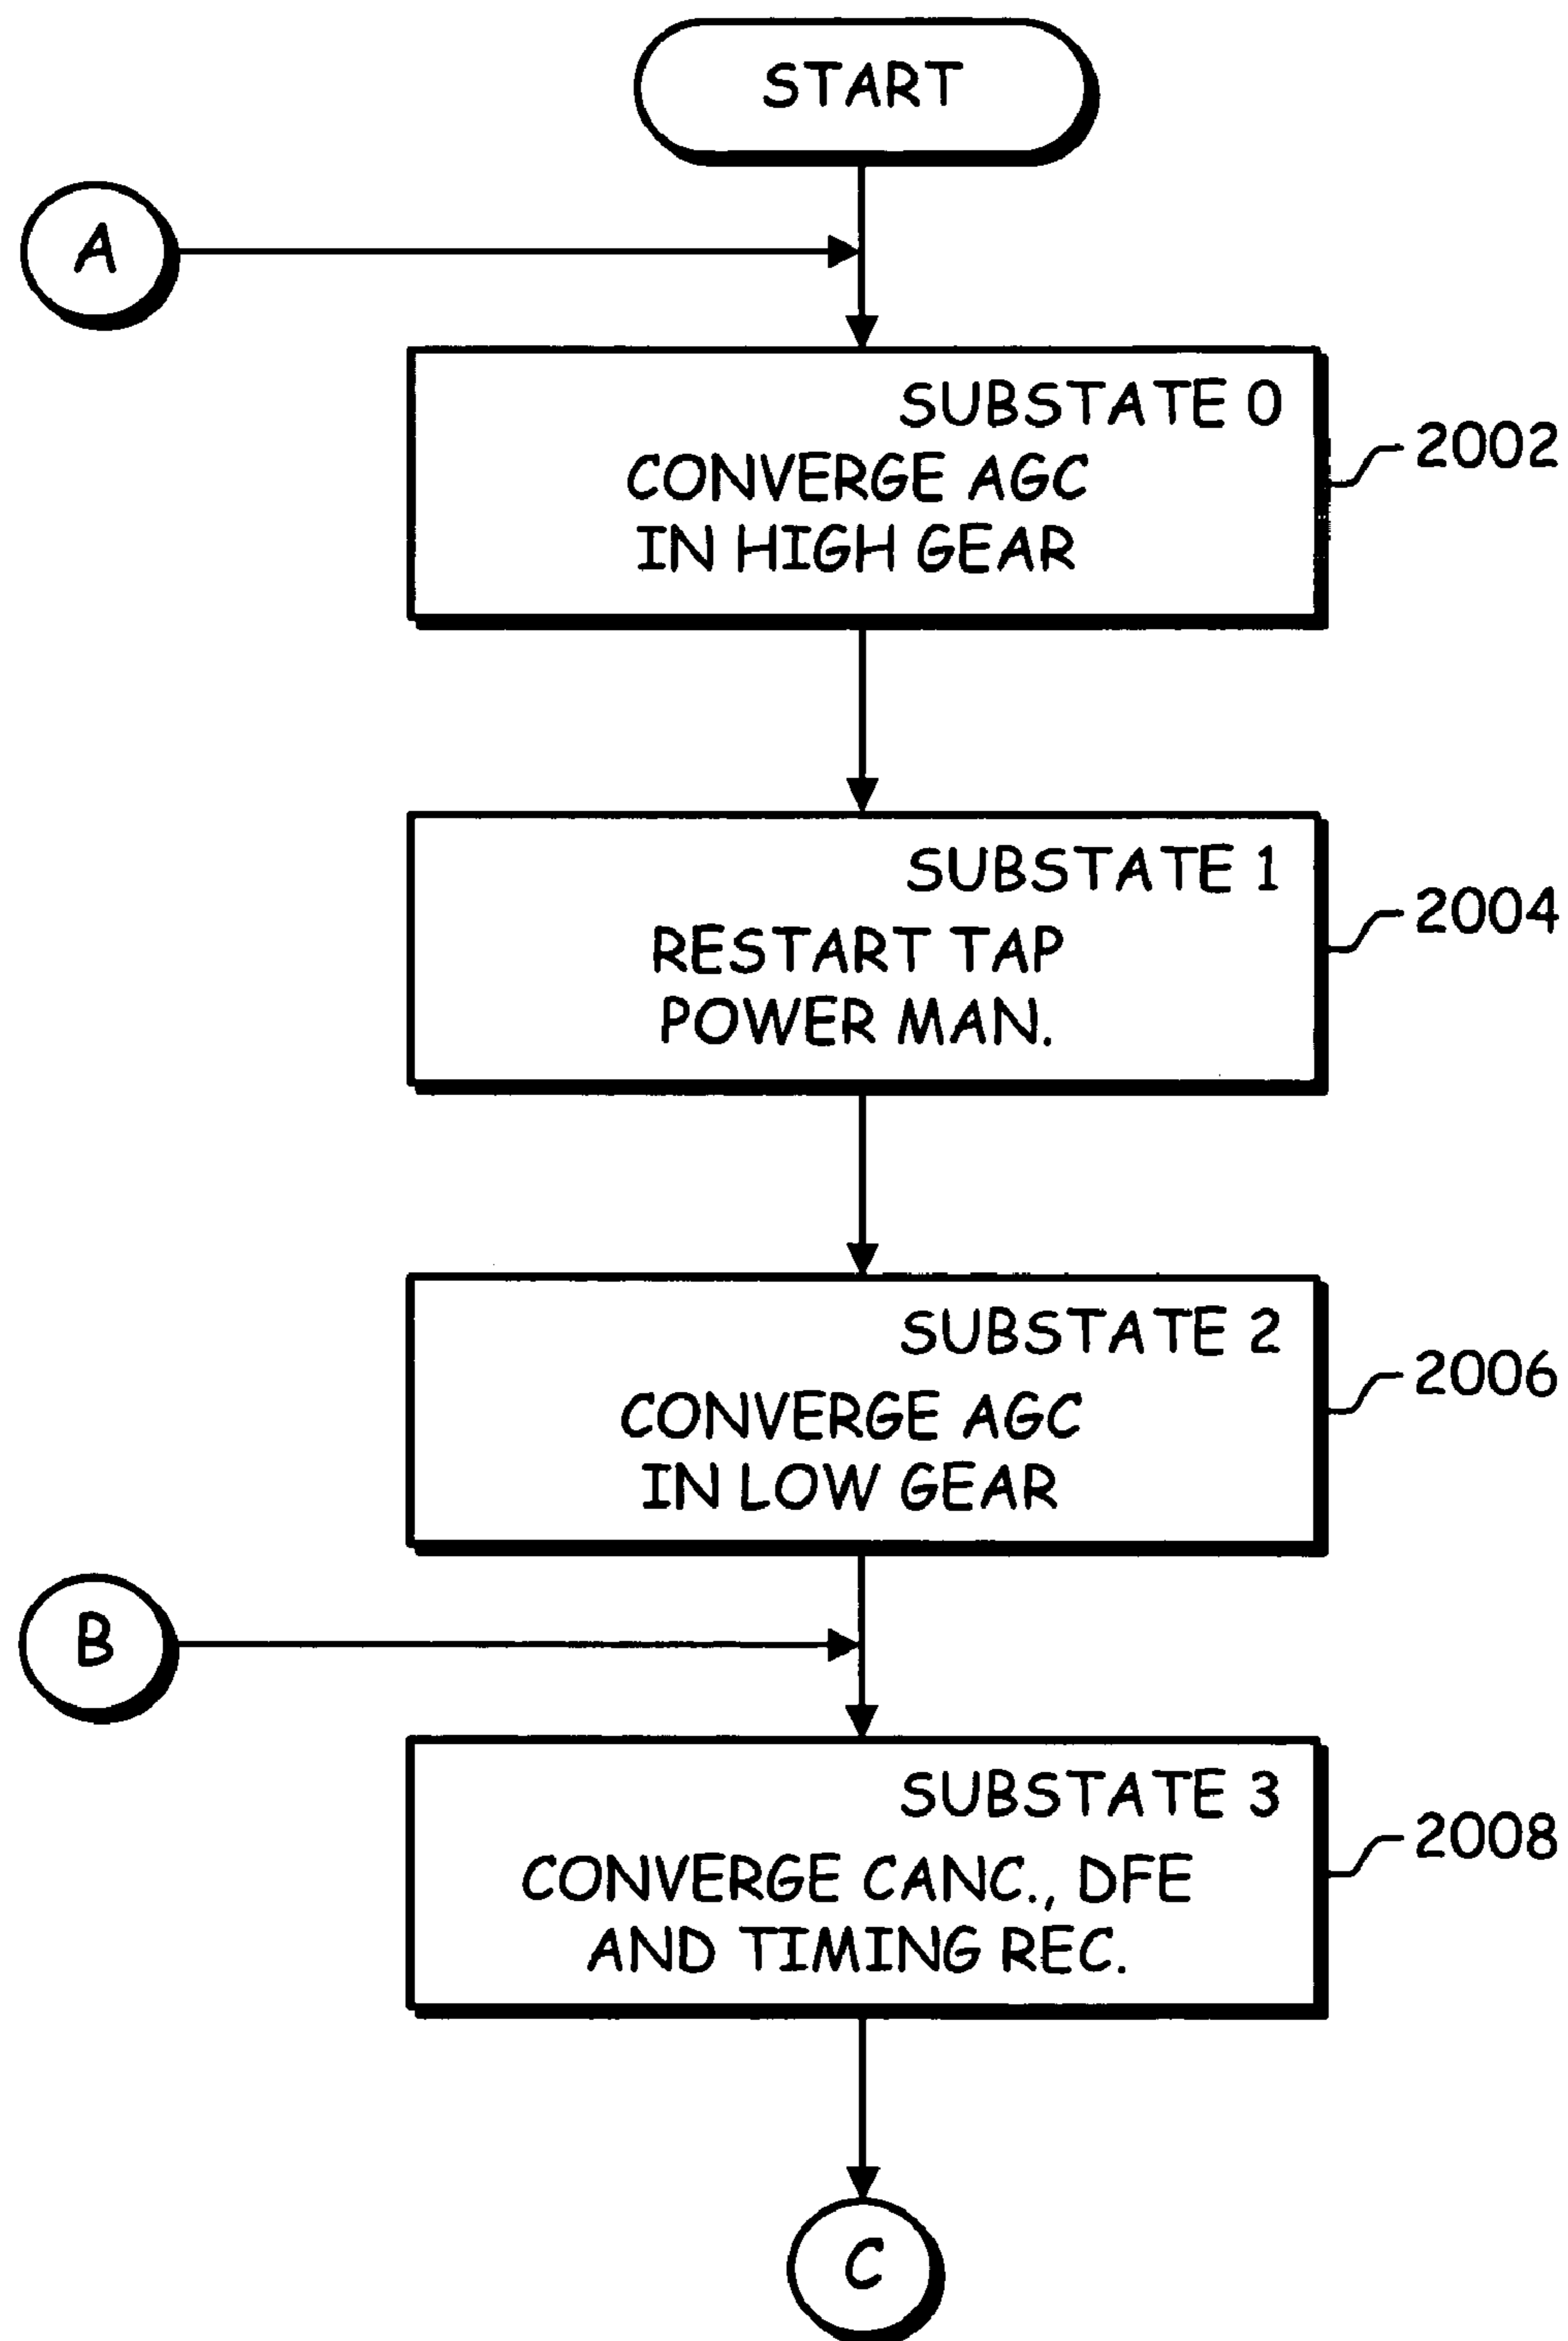 START
A
SUBSTATE 0
CONVERGE AGC
IN HIGH GEAR
2002
SUBSTATE 1
RESTART TAP
POWER MAN.
2004
SUBSTATE 2
CONVERGE AGC
IN LOW GEAR
2006
B
SUBSTATE 3
CONVERGE CANC., DFE
AND TIMING REC.
2008
C